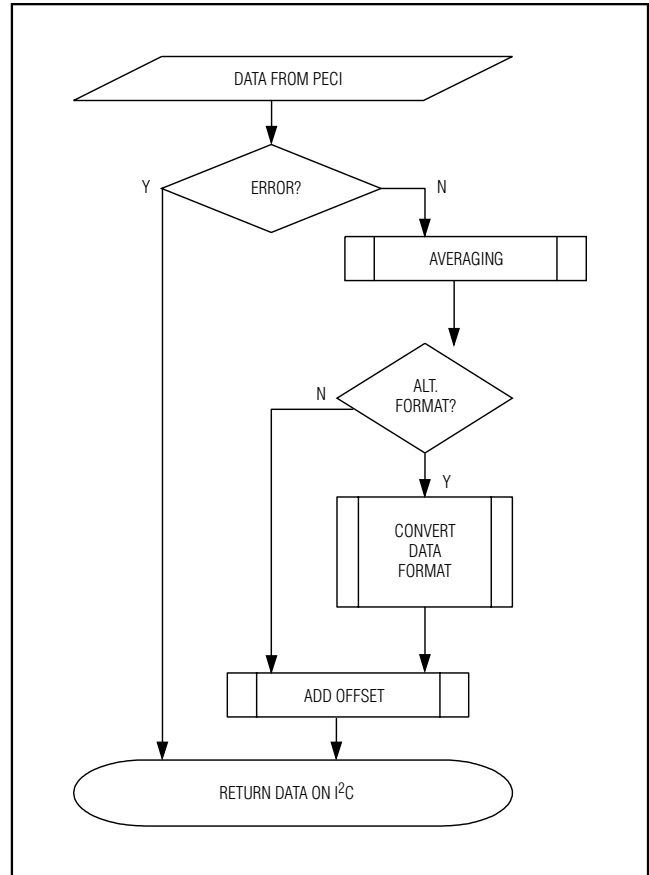 DATA FROM PECI
Y
ERROR?
N
AVERAGING
N
ALT.
FORMAT?
Y
CONVERT
DATA
FORMAT
ADD OFFSET
RETURN DATA ON I²C